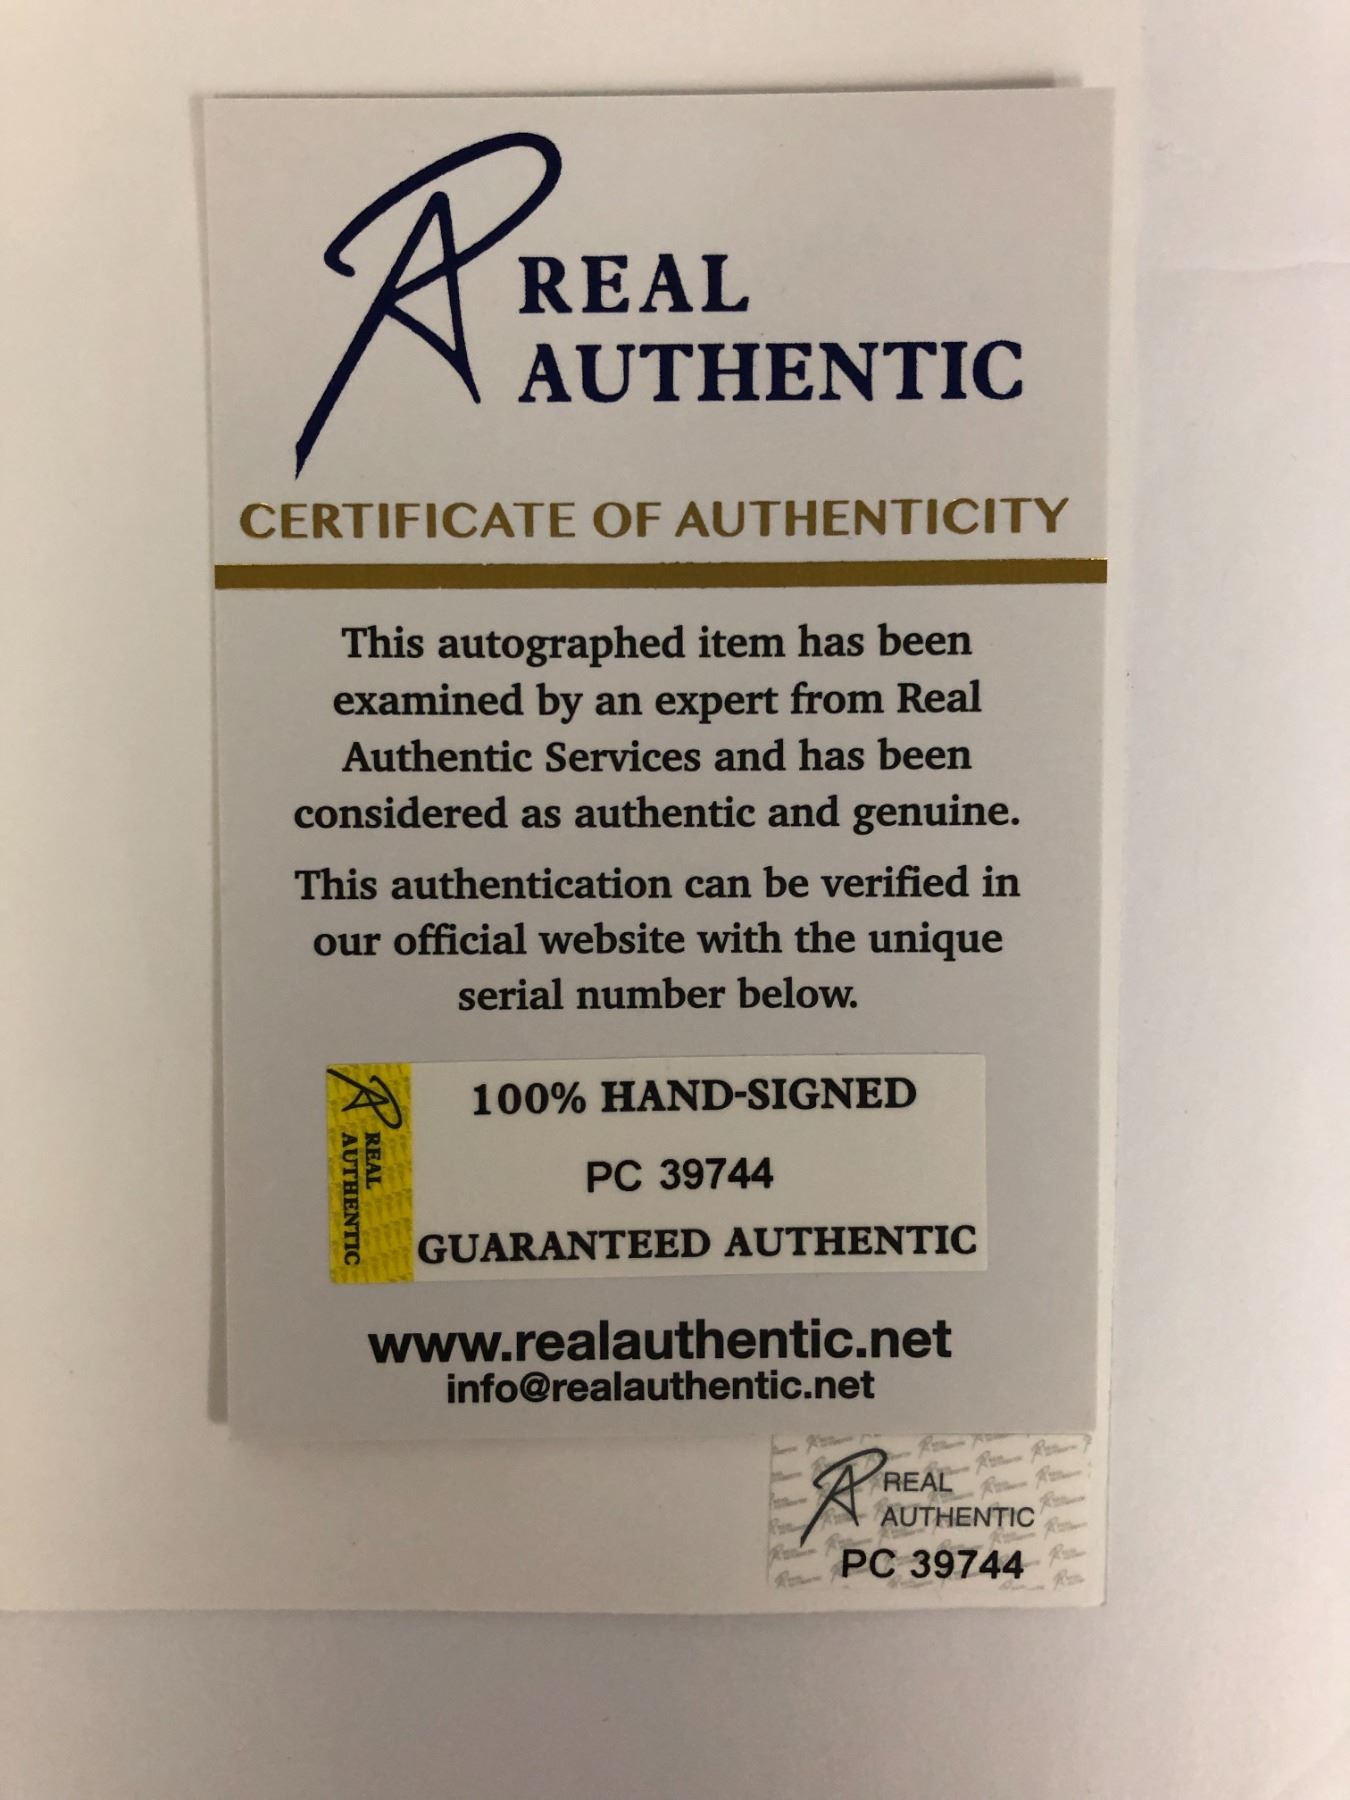 REAL
AUTHENTIC
CERTIFICATE OF AUTHENTICITY
This autographed item has been
examined by an expert from Real
Authentic Services and has been
considered as authentic and genuine.
This authentication can be verified in
our official website with the unique
serial number below.
REAL
AUTHENTIC
100% HAND-SIGNED
PC 39744
GUARANTEED AUTHENTIC
www.realauthentic.net
info@realauthentic.net
REAL
AUTHENTIC
PC 39744